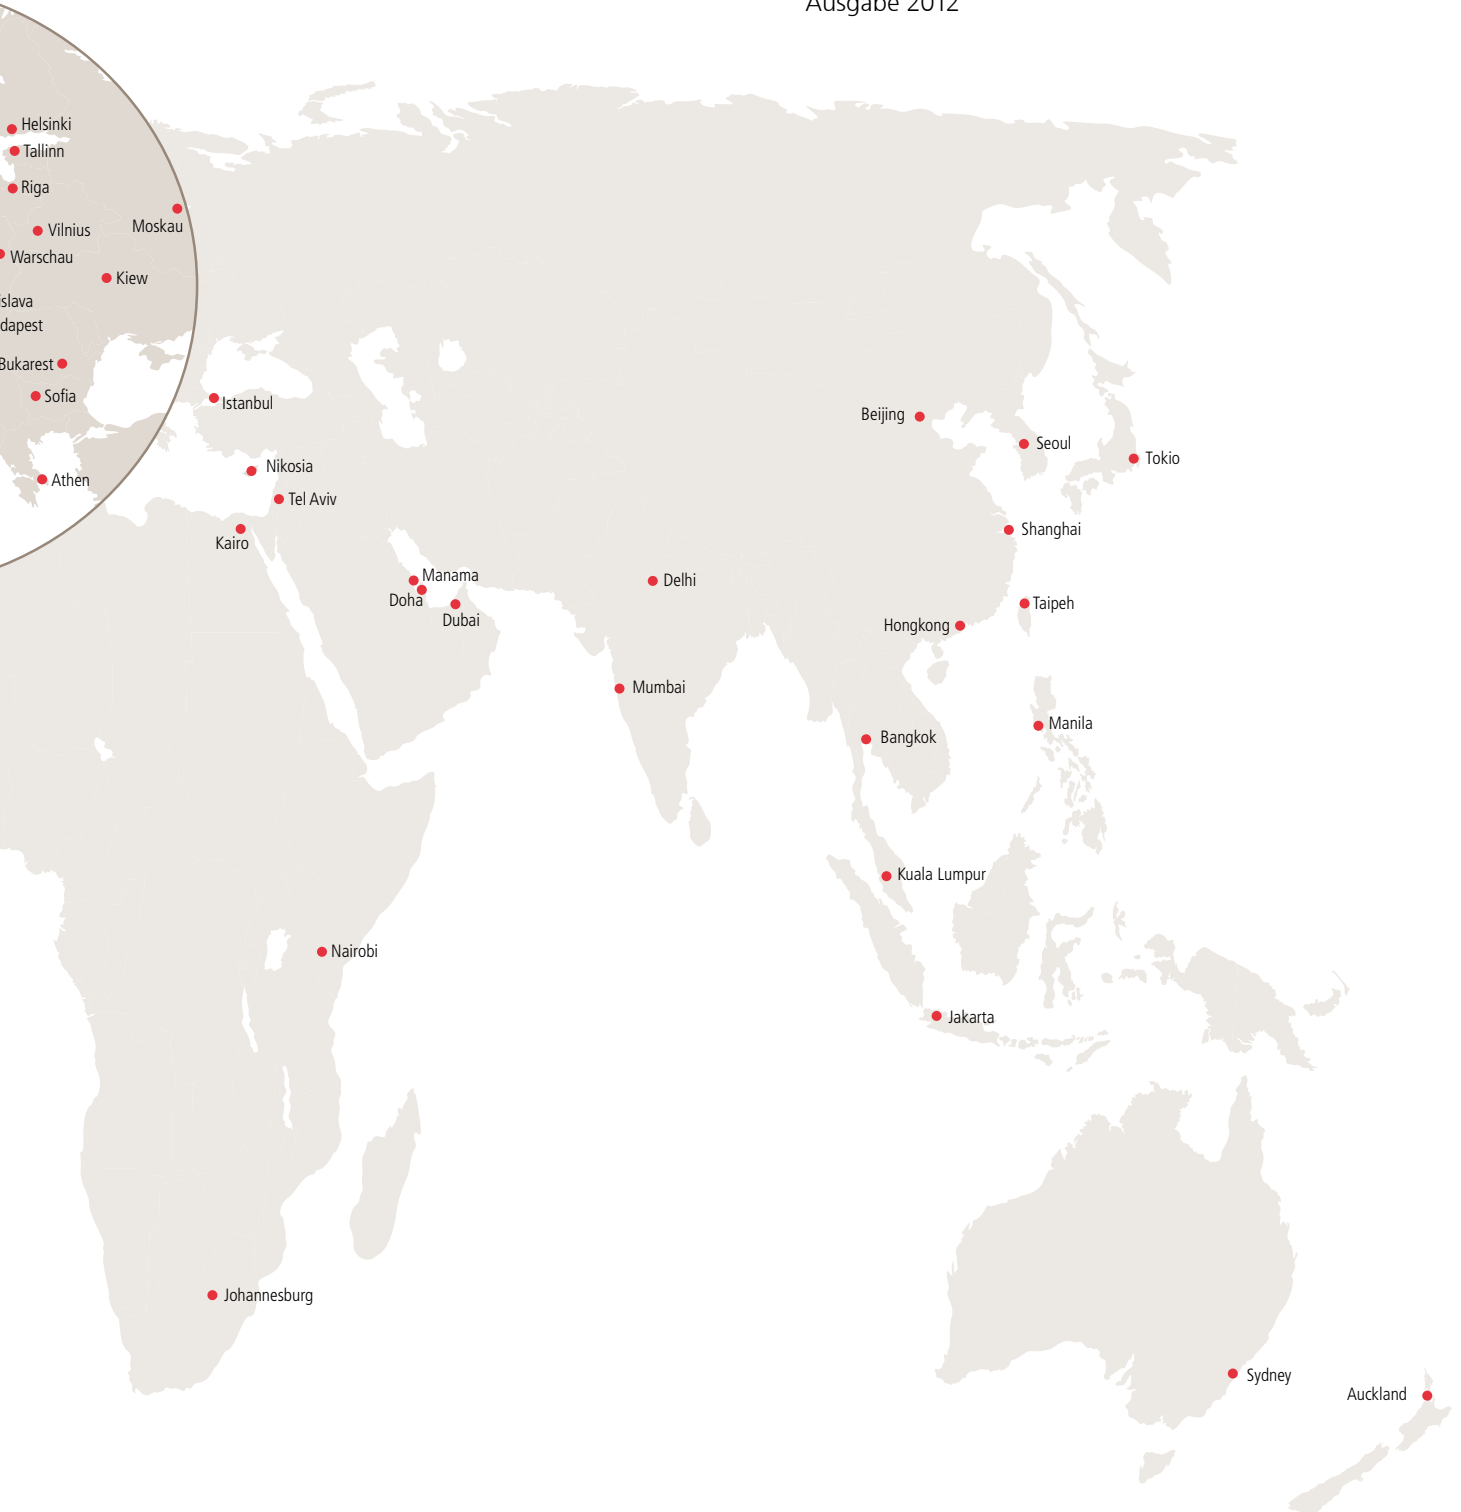 Ausgabe 2012
Helsinki
Tallinn
Riga
Moskau
Vilnius
Warschau
Kiew
islava
dapest
Bukarest
Sofia
Istanbul
Beijing
Seoul
Tokio
Nikosia
Athen
Tel Aviv
Kairo
Shanghai
Manama
Delhi
Doha
Dubai
Taipeh
Hongkong
Mumbai
Manila
Bangkok
Kuala Lumpur
Nairobi
Jakarta
Johannesburg
Sydney
Auckland